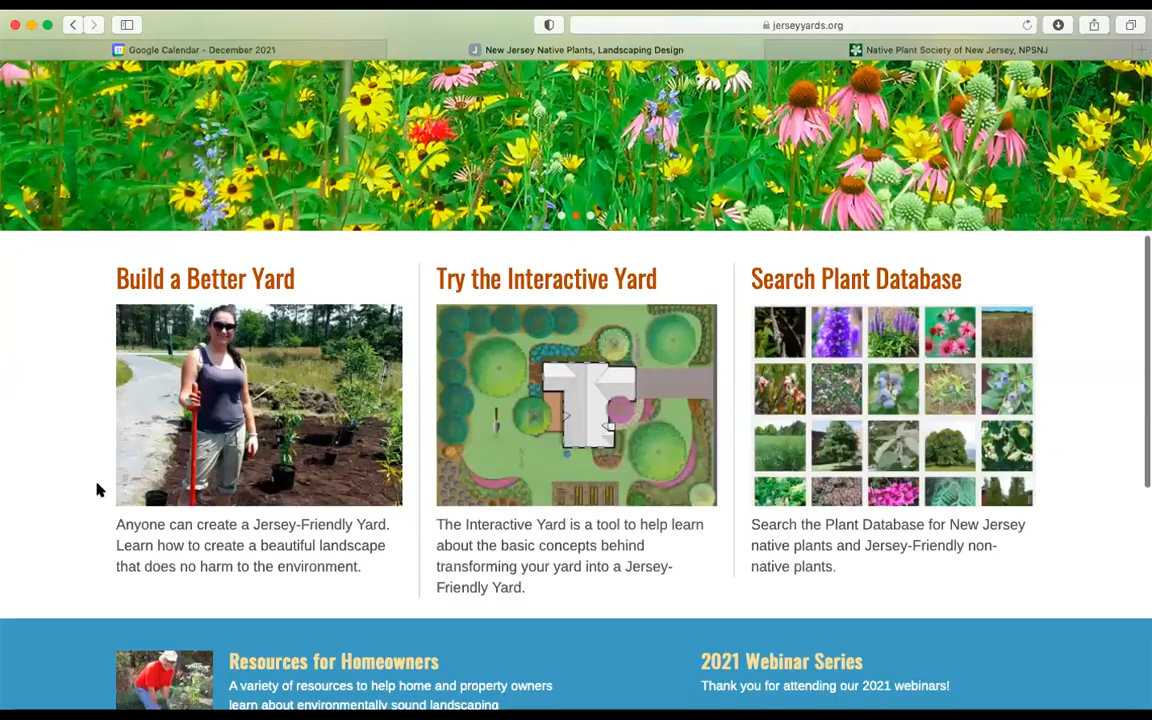 jerseyyards.org
Google Calendar - December 2021
New Jersey Native Plants, Landscaping Design
Native Plant Society of New Jersey, NPSNJ
Build a Better Yard
Try the Interactive Yard
Search Plant Database
Anyone can create a Jersey-Friendly Yard.
Learn how to create a beautiful landscape
that does no harm to the environment.
The Interactive Yard is a tool to help learn
about the basic concepts behind
transforming your yard into a Jersey-
Friendly Yard.
Search the Plant Database for New Jersey
native plants and Jersey-Friendly non-
native plants.
Resources for Homeowners
A variety of resources to help home and property owners
learn about environmentally sound landscaping
2021 Webinar Series
Thank you for attending our 2021 webinars!